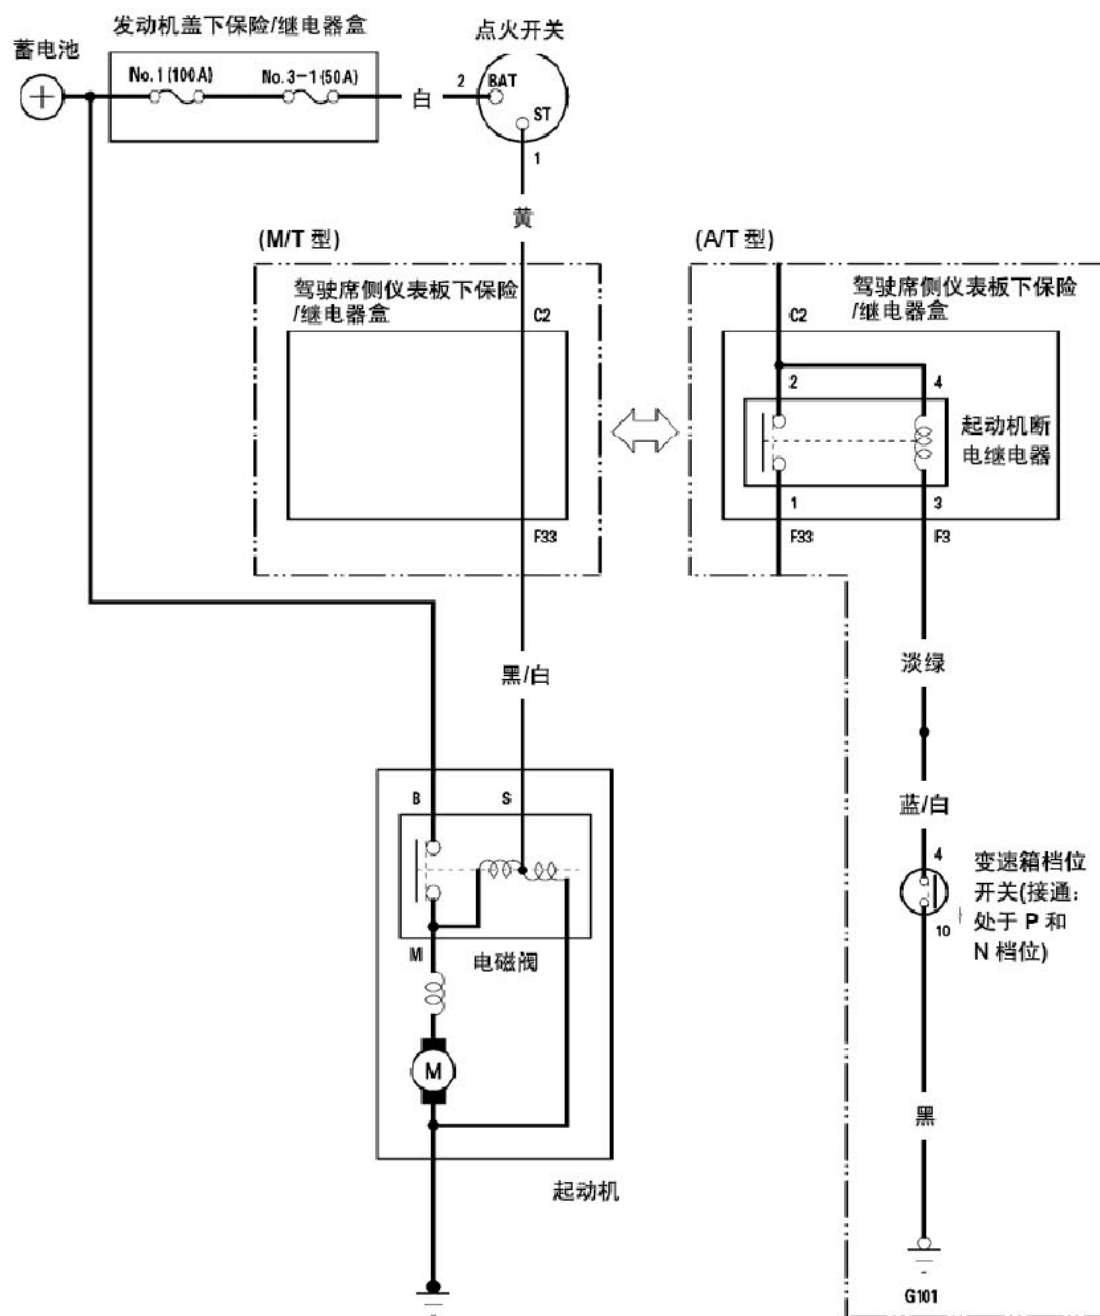 发动机盖下保险/继电器盒
点火开关
蓄电池
No.1 (100A)
No.3-1 (50A)
白
2
BAT
ST
1
黄
(M/T 型)
(A/T 型)
驾驶席侧仪表板下保险
/继电器盒
C2
驾驶席侧仪表板下保险
/继电器盒
C2
2
4
起动机断
电继电器
1
3
F33
F33
F3
黑/白
淡绿
B
S
蓝/白
4
变速箱档位
开关(接通:
处于 P 和
N 档位)
10
M
电磁阀
M
黑
起动机
G101